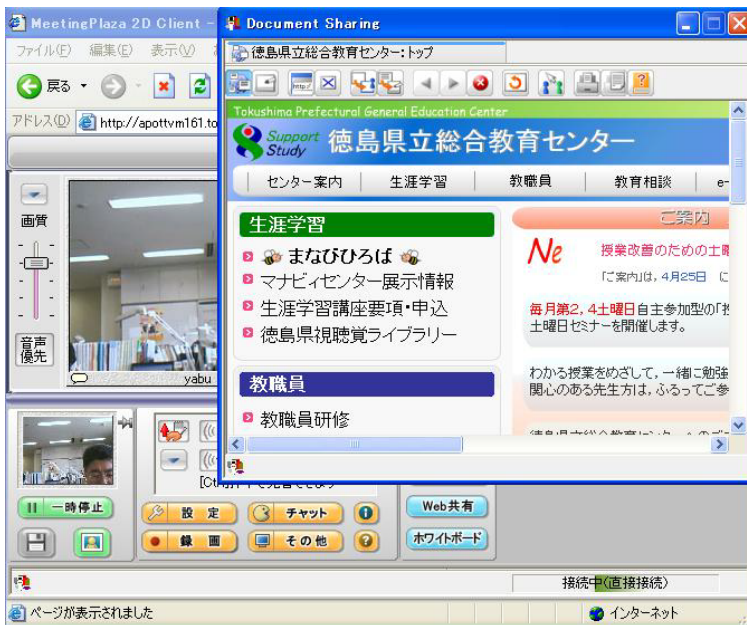 MeetingPlaza 2D Client -
ファイル(F) 編集(E) 表示(V)
戻る
アドレス(D) http://apottvm161.to
画質
音声
優先
yabu
一時停止
設定 チャット
録画 その他
Web共有
ホワイトボード
接続中(直接接続)
ページが表示されました
インターネット
Document Sharing
徳島県立総合教育センター:トップ
Tokushima Prefectural General Education Center
Support
Study
徳島県立総合教育センター
センター案内 生涯学習 教職員 教育相談 e-
生涯学習
まなびひろば
マナビィセンター展示情報
生涯学習講座要項・申込
徳島県視聴覚ライブラリー
教職員
教職員研修
ご案内
Ne 授業改善のための土曜
「ご案内」は、4月25日 に
毎月第2,4土曜日自主参加型の「授
土曜日セミナーを開催します。
わかる授業をめざして,一緒に勉強
関心のある先生方は,ふるってご参